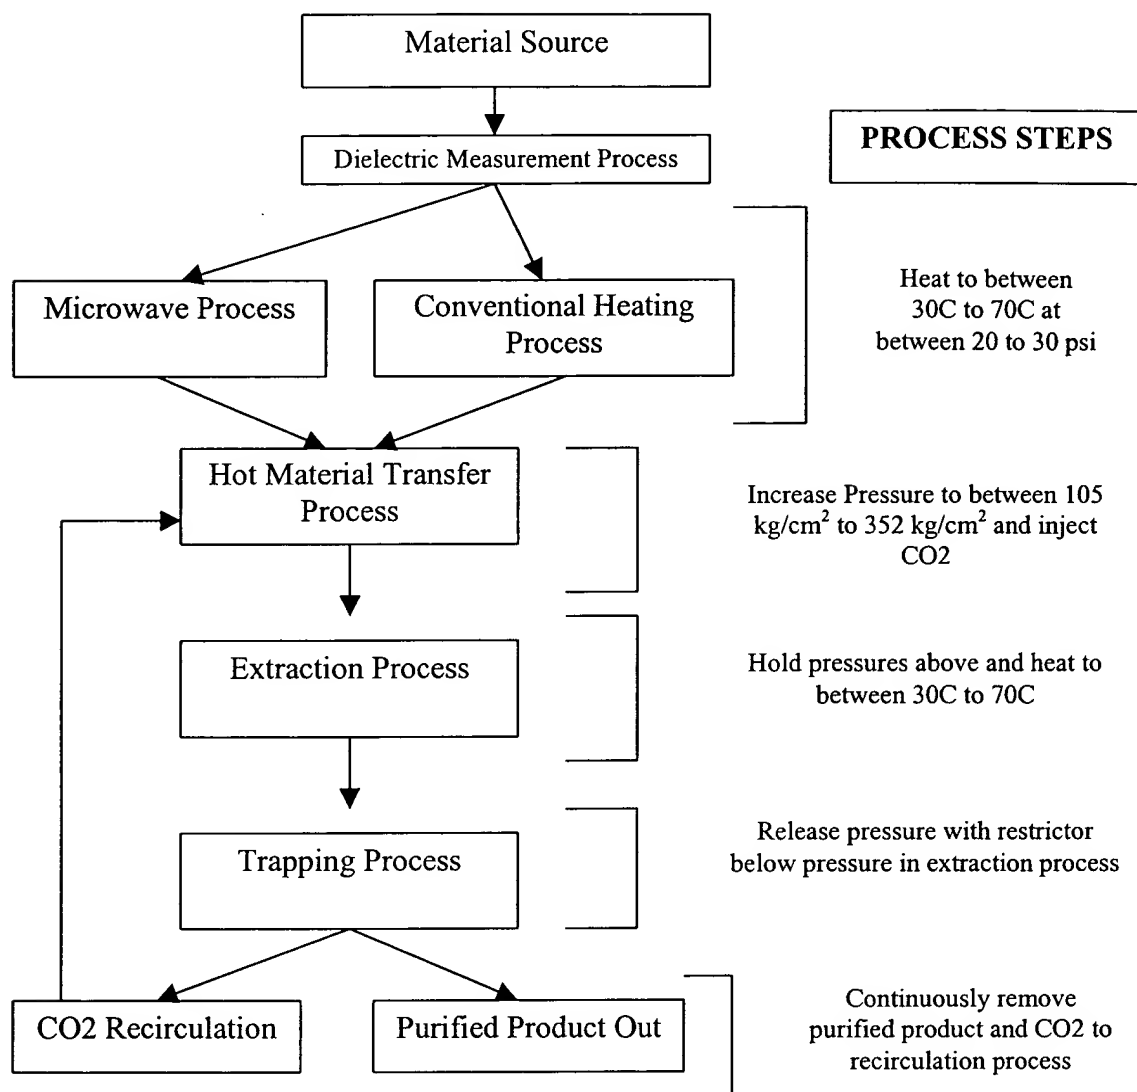 Material Source
Dielectric Measurement Process
PROCESS STEPS
Microwave Process
Conventional Heating
Process
Heat to between
30C to 70C at
between 20 to 30 psi
Hot Material Transfer
Process
Increase Pressure to between 105
kg/cm² to 352 kg/cm² and inject
CO2
Extraction Process
Hold pressures above and heat to
between 30C to 70C
Trapping Process
Release pressure with restrictor
below pressure in extraction process
CO2 Recirculation
Purified Product Out
Continuously remove
purified product and CO2 to
recirculation process